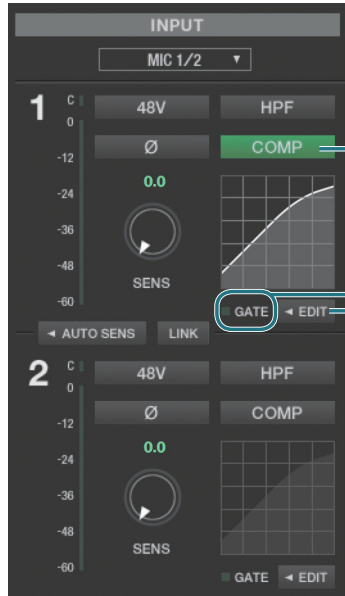 INPUT
MIC 1/2 ▼
1
C
0
-12
-24
-36
-48
-60
48V
HPF
Ø
COMP
0.0
SENS
GATE
◄ EDIT
◄ AUTO SENS
LINK
2
C
0
-12
-24
-36
-48
-60
48V
HPF
Ø
COMP
0.0
SENS
GATE
◄ EDIT